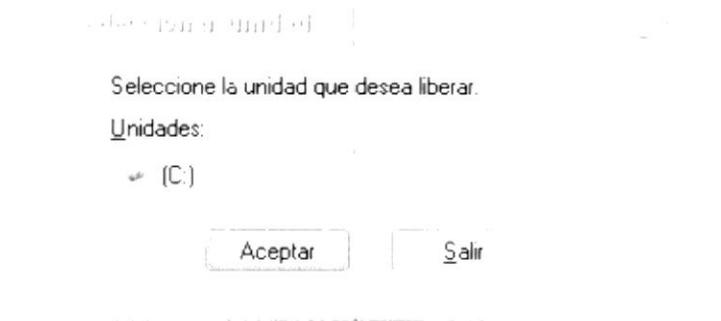 Seleccione la unidad que desea liberar.
Unidades:
(C:)
Aceptar
Salir